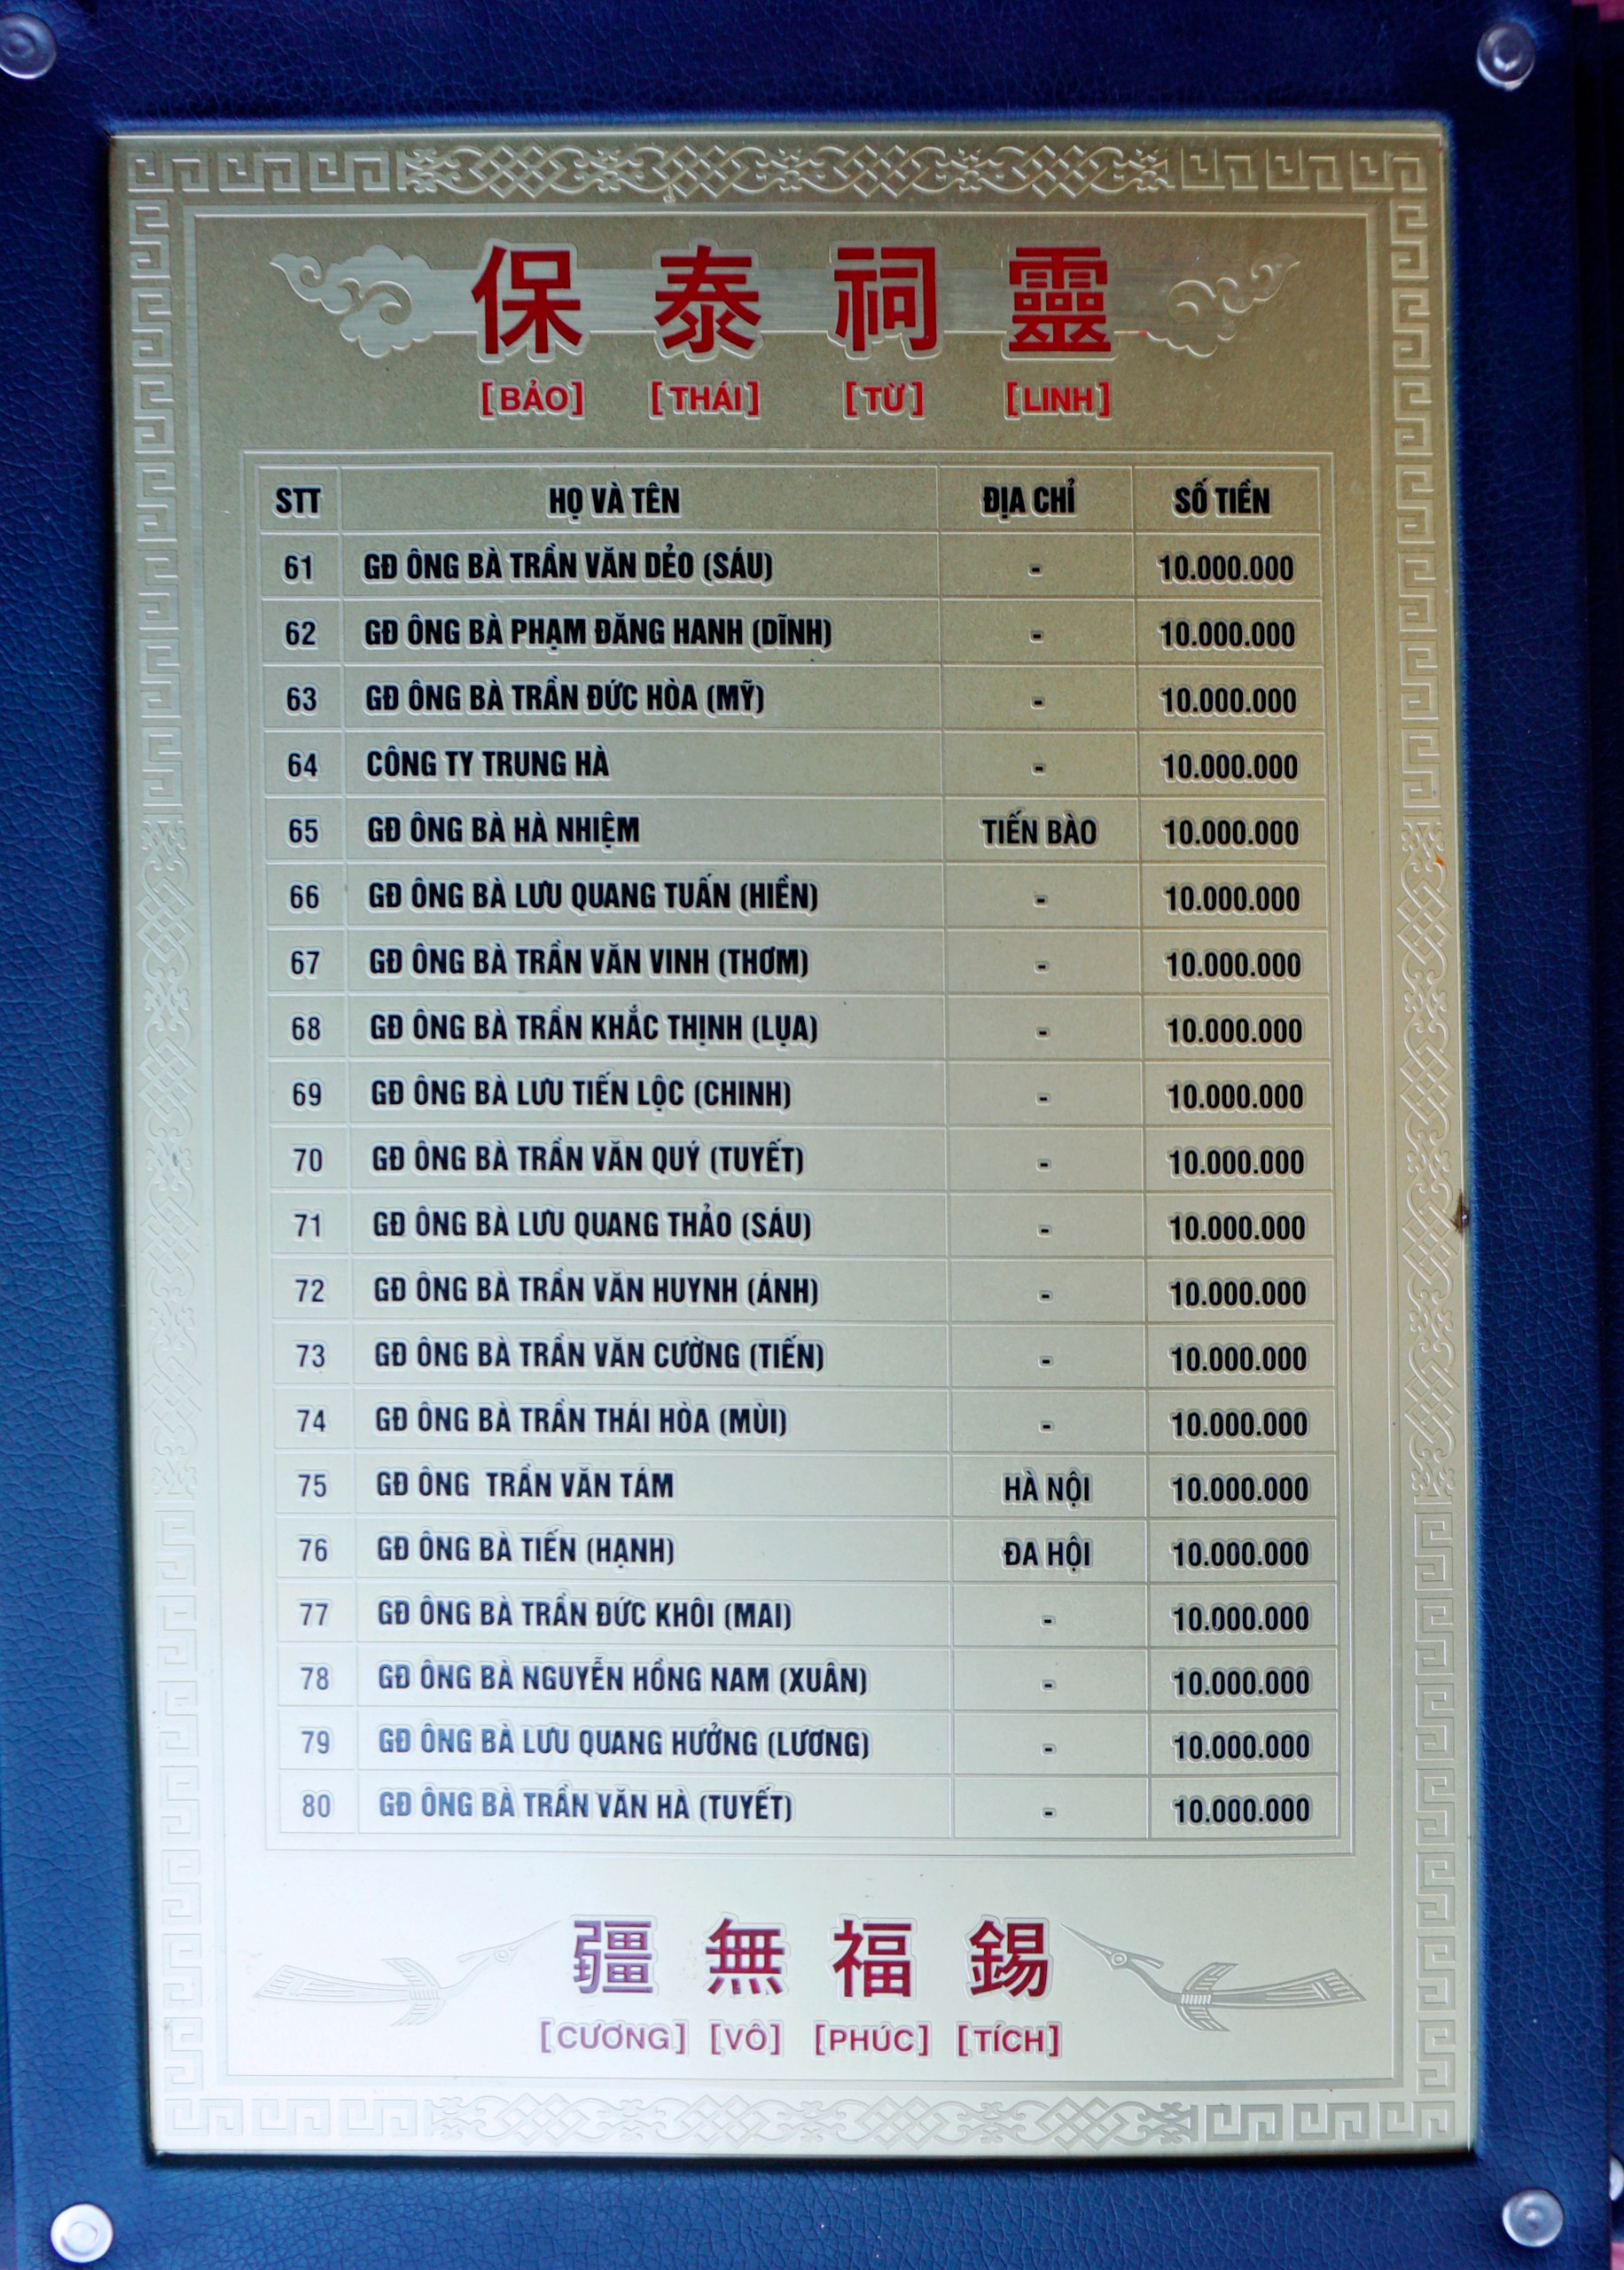 保 泰 祠 靈
[BẢO] [THÁI] [TỪ] [LINH]
STT HỌ VÀ TÊN ĐỊA CHỈ SỐ TIỀN
61 GĐ ÔNG BÀ TRẦN VĂN DẺO (SÁU) - 10.000.000
62 GĐ ÔNG BÀ PHẠM ĐĂNG HANH (DĨNH) - 10.000.000
63 GĐ ÔNG BÀ TRẦN ĐỨC HÒA (MỸ) - 10.000.000
64 CÔNG TY TRUNG HÀ - 10.000.000
65 GĐ ÔNG BÀ HÀ NHIỆM TIẾN BÀO 10.000.000
66 GĐ ÔNG BÀ LƯU QUANG TUẤN (HIỀN) - 10.000.000
67 GĐ ÔNG BÀ TRẦN VĂN VINH (THƠM) - 10.000.000
68 GĐ ÔNG BÀ TRẦN KHẮC THỊNH (LỤA) - 10.000.000
69 GĐ ÔNG BÀ LƯU TIẾN LỘC (CHINH) - 10.000.000
70 GĐ ÔNG BÀ TRẦN VĂN QUÝ (TUYẾT) - 10.000.000
71 GĐ ÔNG BÀ LƯU QUANG THẢO (SÁU) - 10.000.000
72 GĐ ÔNG BÀ TRẦN VĂN HUYNH (ÁNH) - 10.000.000
73 GĐ ÔNG BÀ TRẦN VĂN CƯỜNG (TIẾN) - 10.000.000
74 GĐ ÔNG BÀ TRẦN THÁI HÒA (MÙI) - 10.000.000
75 GĐ ÔNG TRẦN VĂN TÁM HÀ NỘI 10.000.000
76 GĐ ÔNG BÀ TIẾN (HẠNH) ĐA HỘI 10.000.000
77 GĐ ÔNG BÀ TRẦN ĐỨC KHÔI (MAI) - 10.000.000
78 GĐ ÔNG BÀ NGUYỄN HỒNG NAM (XUÂN) - 10.000.000
79 GĐ ÔNG BÀ LƯU QUANG HƯỞNG (LƯƠNG) - 10.000.000
80 GĐ ÔNG BÀ TRẦN VĂN HÀ (TUYẾT) - 10.000.000
疆 無 福 錫
[CƯƠNG] [VÔ] [PHÚC] [TÍCH]